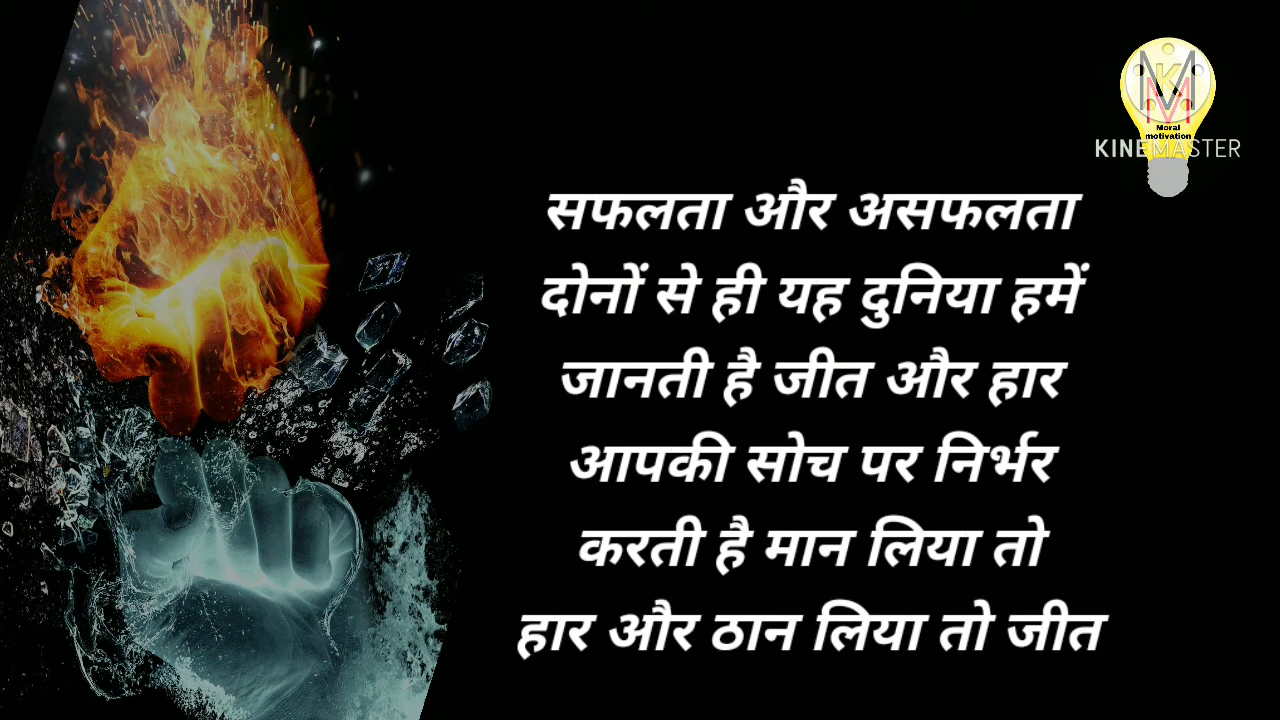 K
M
M
Moral
motivation
KINEMASTER
सफलता और असफलता
दोनों से ही यह दुनिया हमें
जानती है जीत और हार
आपकी सोच पर निर्भर
करती है मान लिया तो
हार और ठान लिया तो जीत